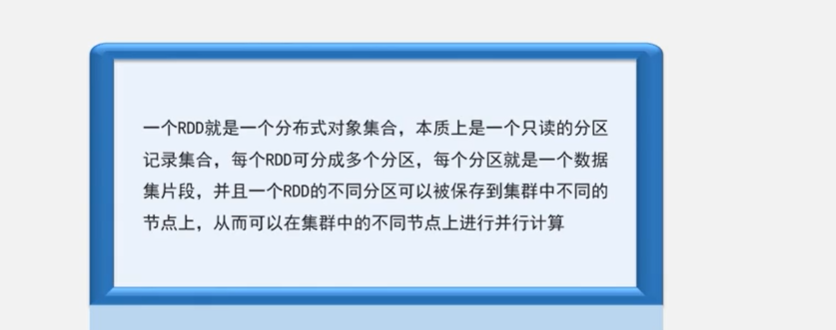 一个RDD就是一个分布式对象集合，本质上是一个只读的分区
记录集合，每个RDD可分成多个分区，每个分区就是一个数据
集片段，并且一个RDD的不同分区可以被保存到集群中不同的
节点上，从而可以在集群中的不同节点上进行并行计算